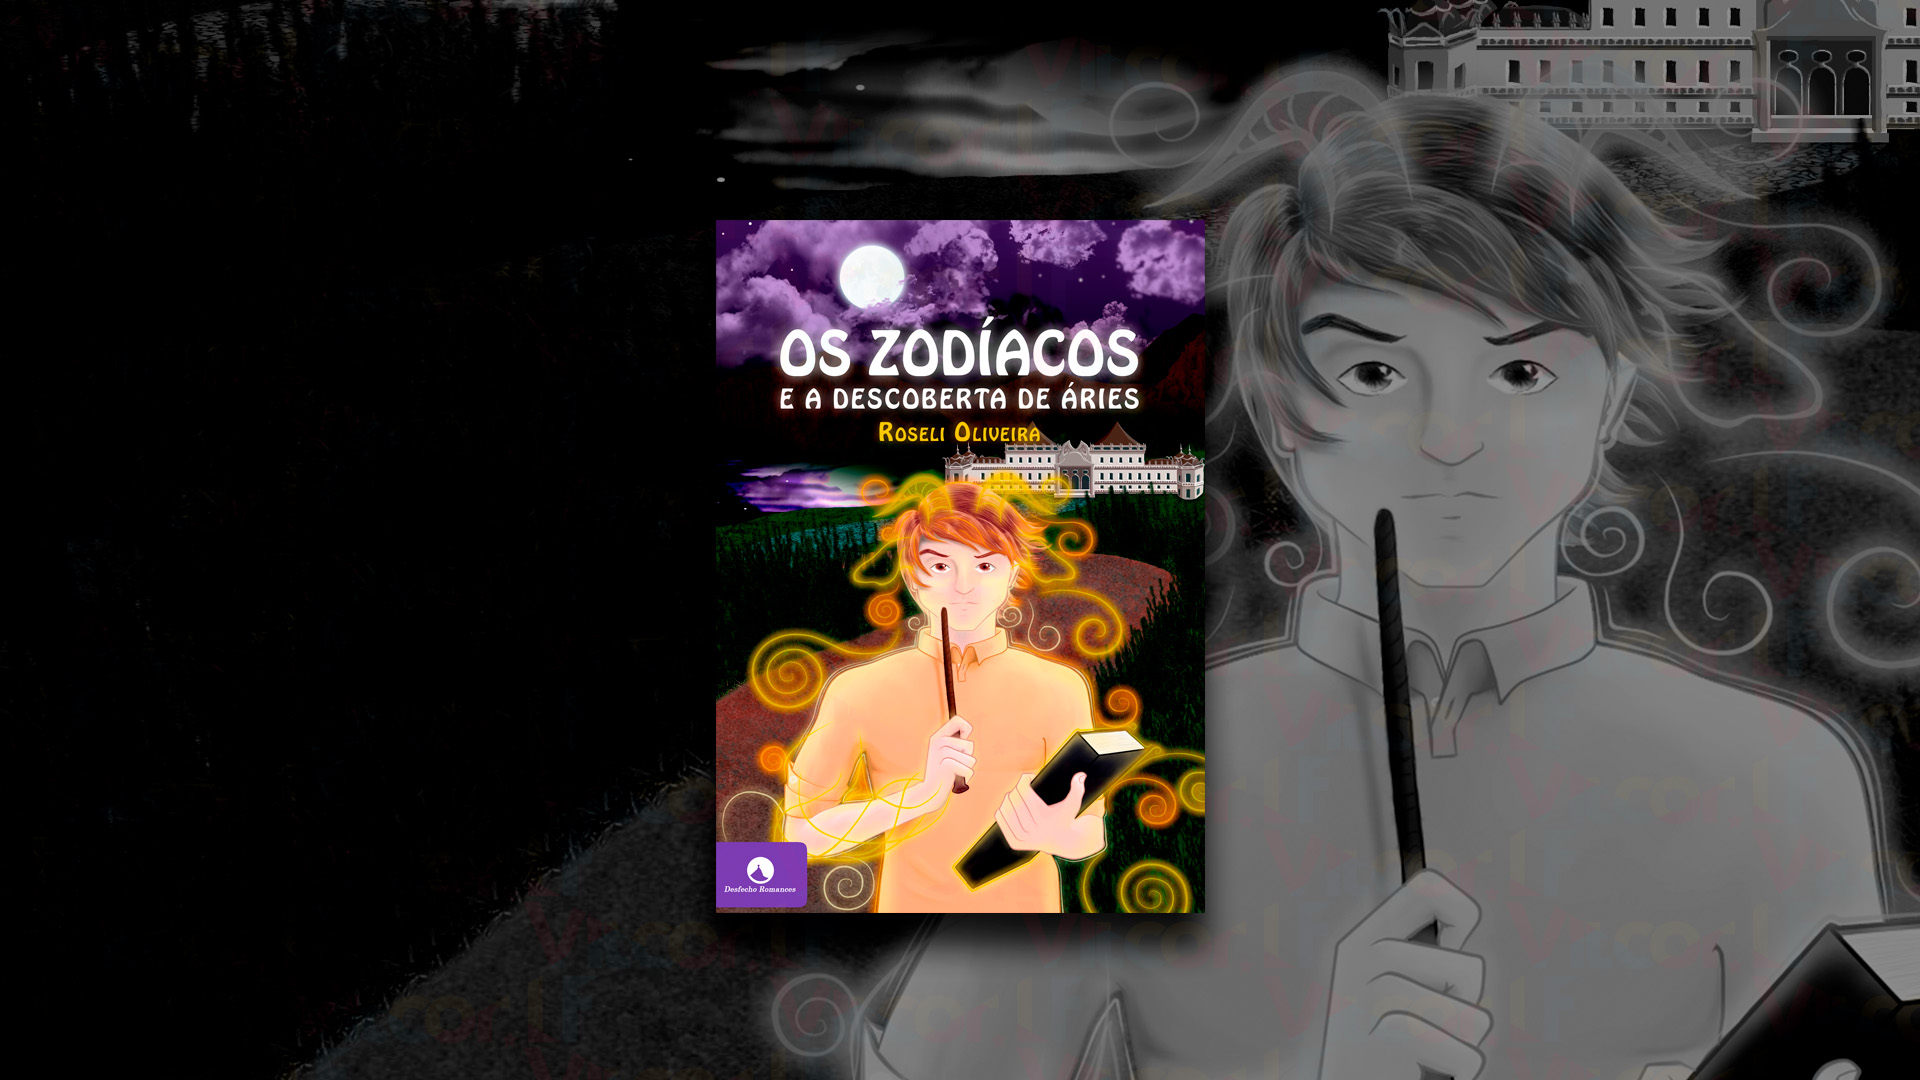 OS ZODÍACOS
E A DESCOBERTA DE ÁRIES
ROSELI OLIVEIRA
Desfecho Romances